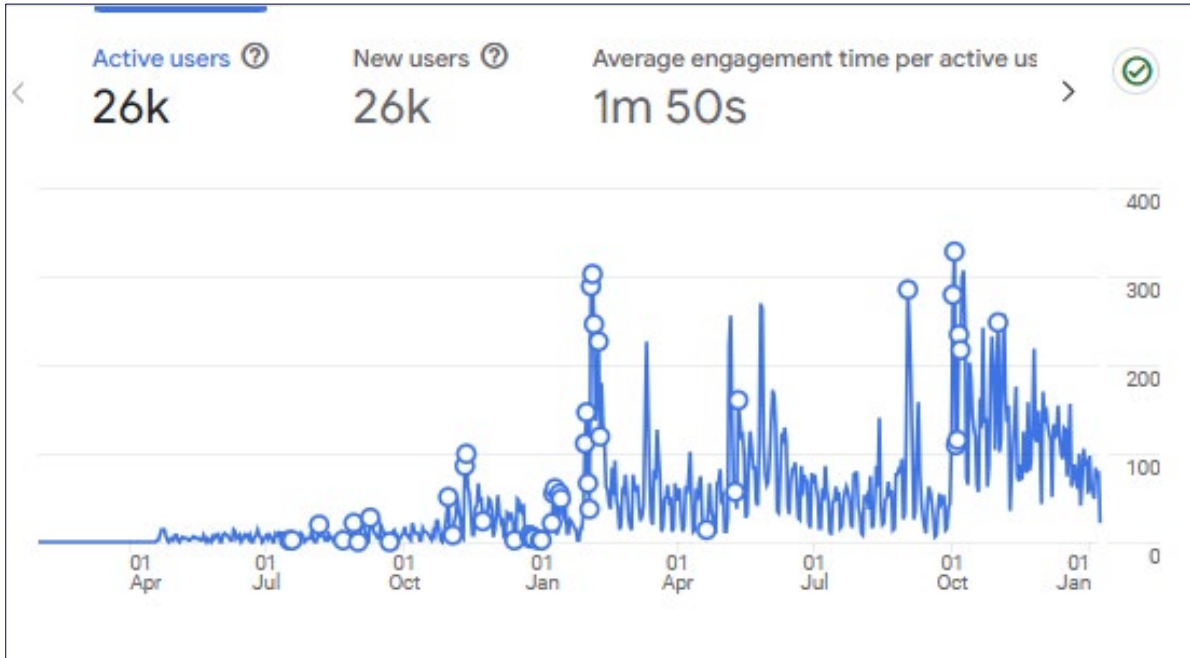 Active users
26k
New users
26k
Average engagement time per active us
1m 50s
400
300
200
100
0
01 Apr
01 Jul
01 Oct
01 Jan
01 Apr
01 Jul
01 Oct
01 Jan